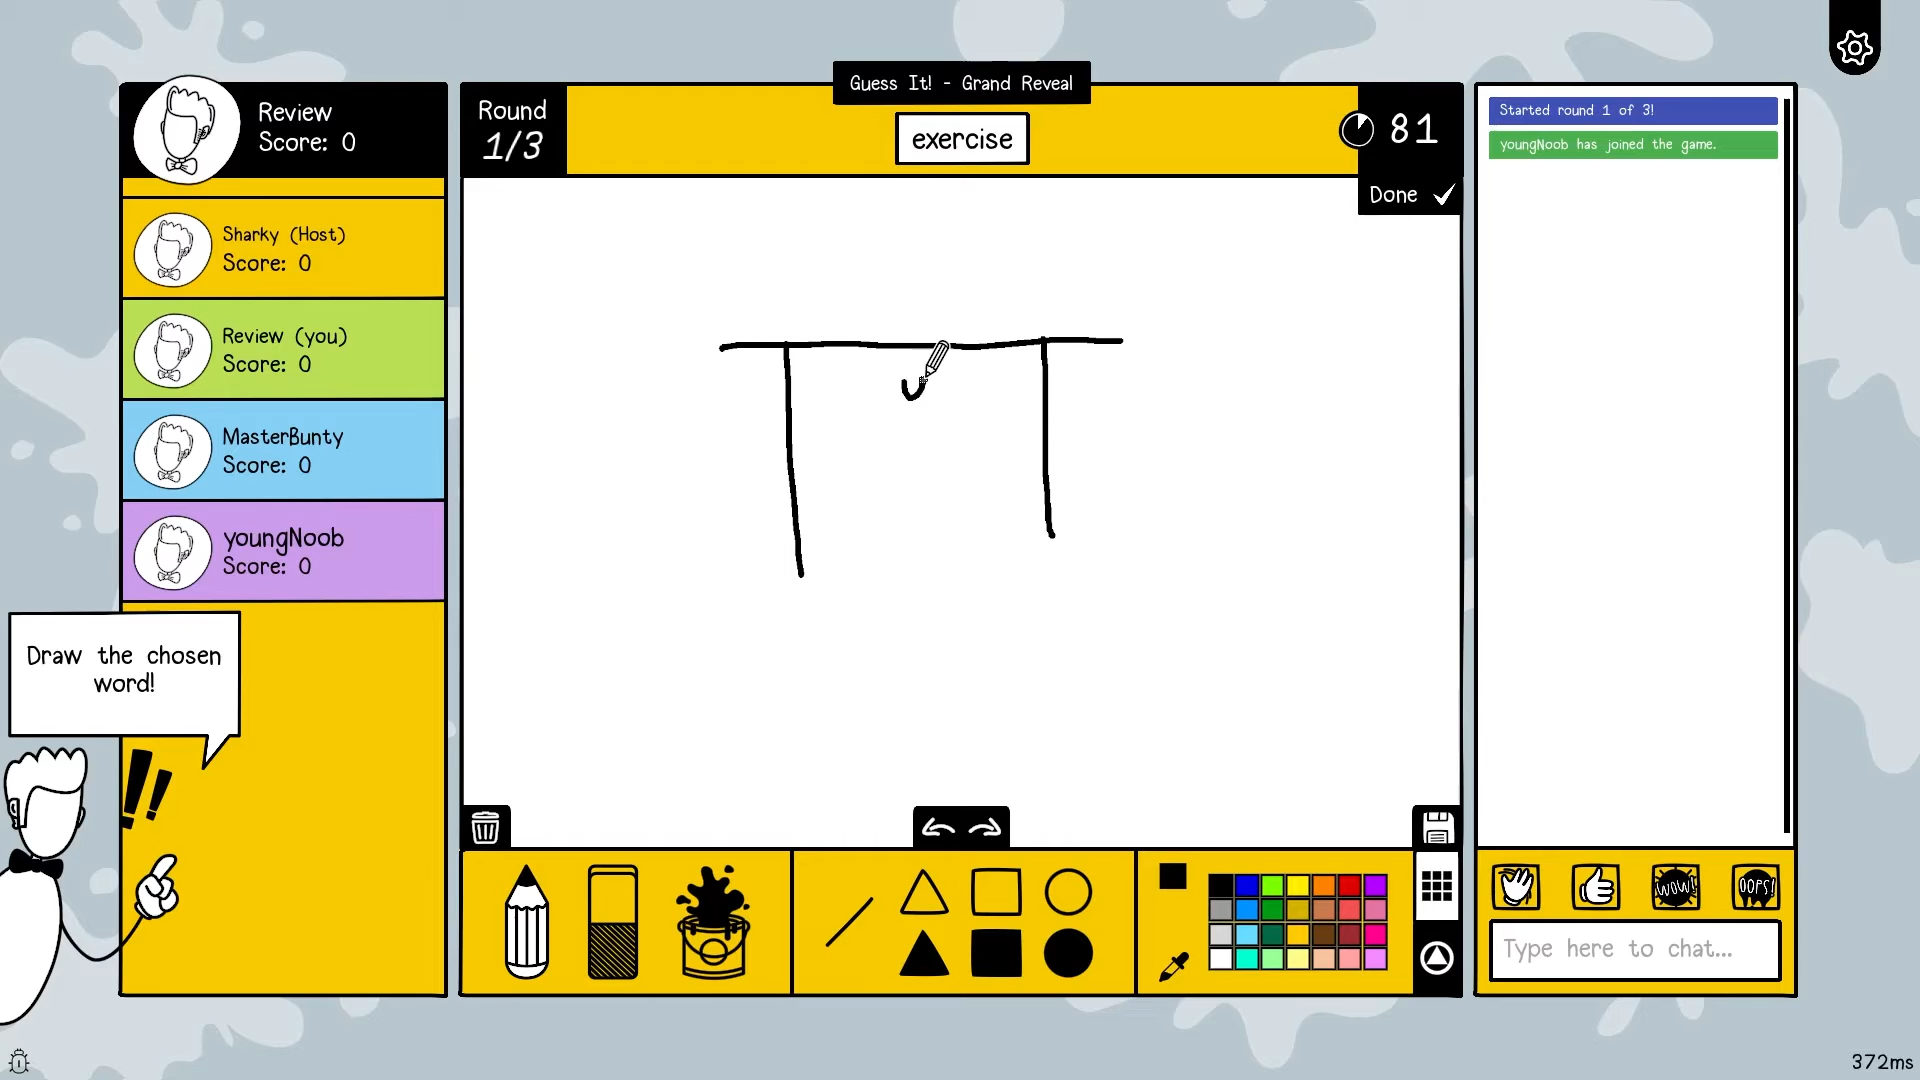 Guess It! - Grand Reveal
Review
Score: 0
Round
1/3
exercise
81
Done
Sharky (Host)
Score: 0
Review (you)
Score: 0
MasterBunty
Score: 0
youngNoob
Score: 0
Draw the chosen
word!
Started round 1 of 3!
youngNoob has joined the game.
WOW!
OOPS!
Type here to chat...
372ms